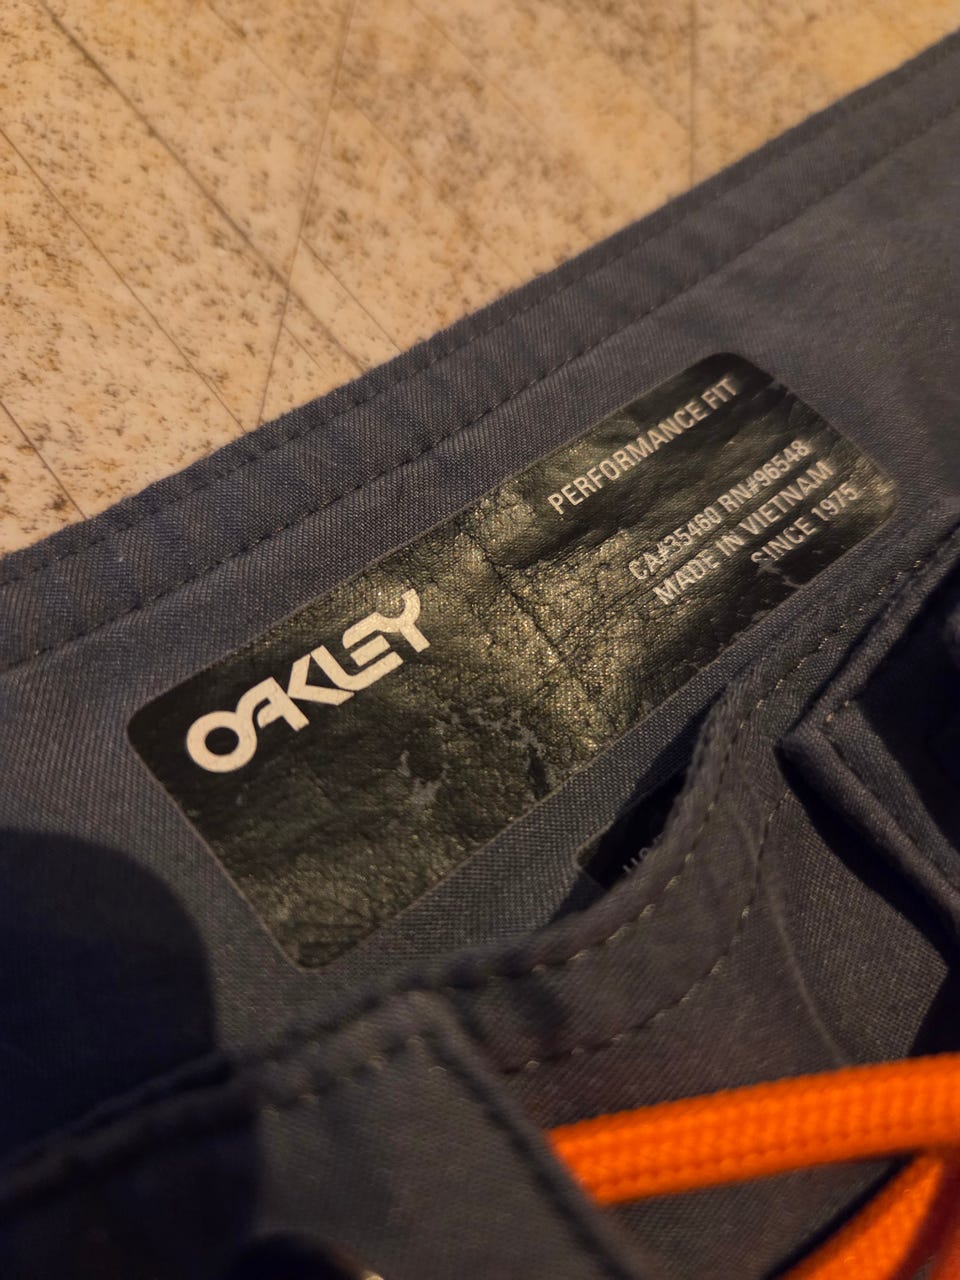 OAKLEY
PERFORMANCE FIT
CA#35460 RN#96548
MADE IN VIETNAM
SINCE 1975